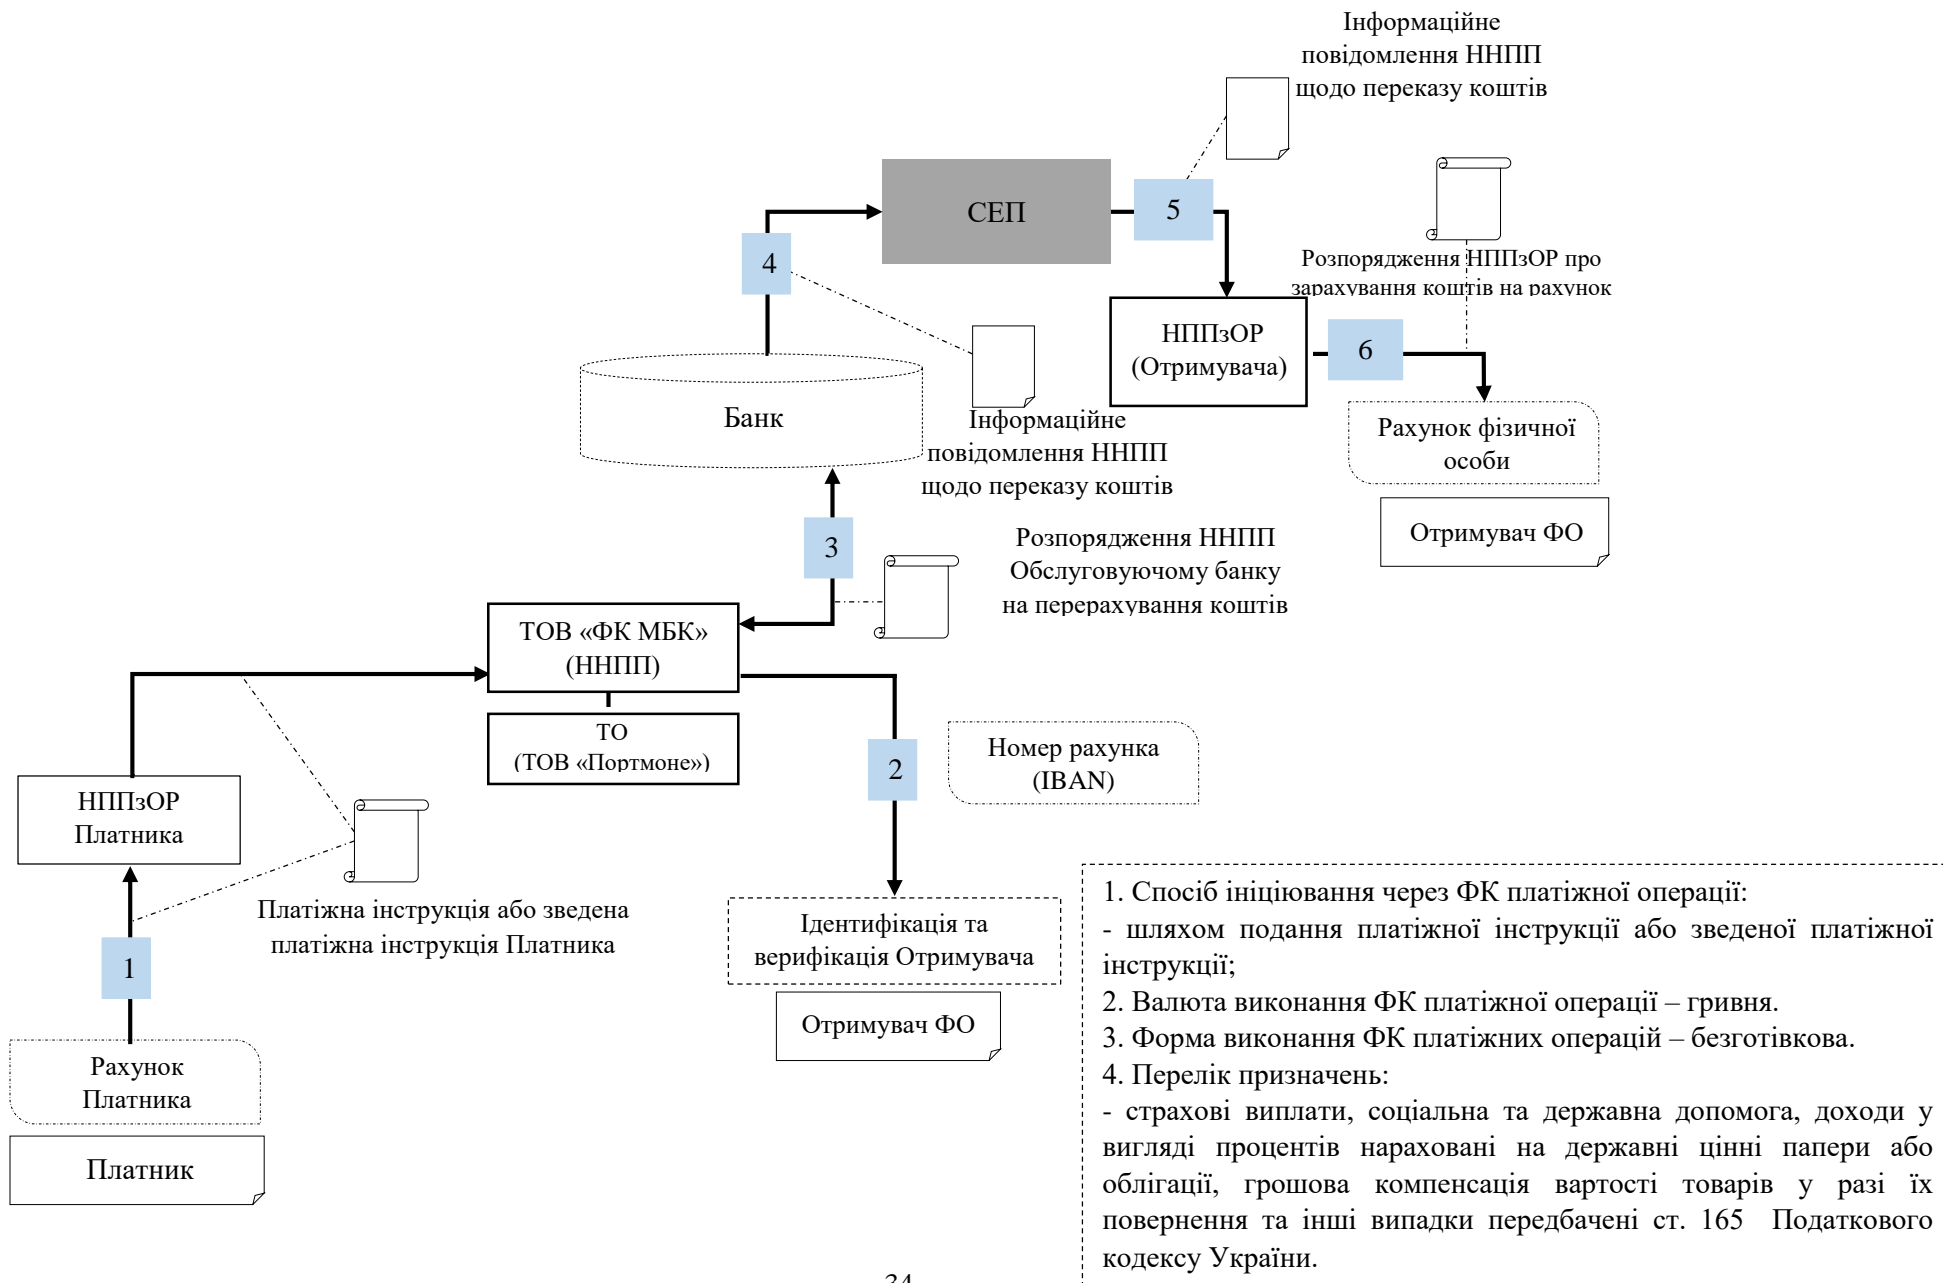 Інформаційне
повідомлення ННПП
щодо переказу коштів
СЕП
5
4
Розпорядження НППзОР про
зарахування коштів на рахунок
НППзОР
(Отримувача)
6
Банк
Інформаційне
повідомлення ННПП
щодо переказу коштів
Рахунок фізичної
особи
Отримувач ФО
3
Розпорядження ННПП
Обслуговуючому банку
на перерахування коштів
ТОВ «ФК МБК»
(ННПП)
ТО
(ТОВ «Портмоне»)
2
Номер рахунка
(IBAN)
НППзОР
Платника
Платіжна інструкція або зведена
платіжна інструкція Платника
1
Ідентифікація та
верифікація Отримувача
Отримувач ФО
Рахунок
Платника
Платник
1. Спосіб ініціювання через ФК платіжної операції:
- шляхом подання платіжної інструкції або зведеної платіжної
інструкції;
2. Валюта виконання ФК платіжної операції – гривня.
3. Форма виконання ФК платіжних операцій – безготівкова.
4. Перелік призначень:
- страхові виплати, соціальна та державна допомога, доходи у
вигляді процентів нараховані на державні цінні папери або
облігації, грошова компенсація вартості товарів у разі їх
повернення та інші випадки передбачені ст. 165 Податкового
кодексу України.
34